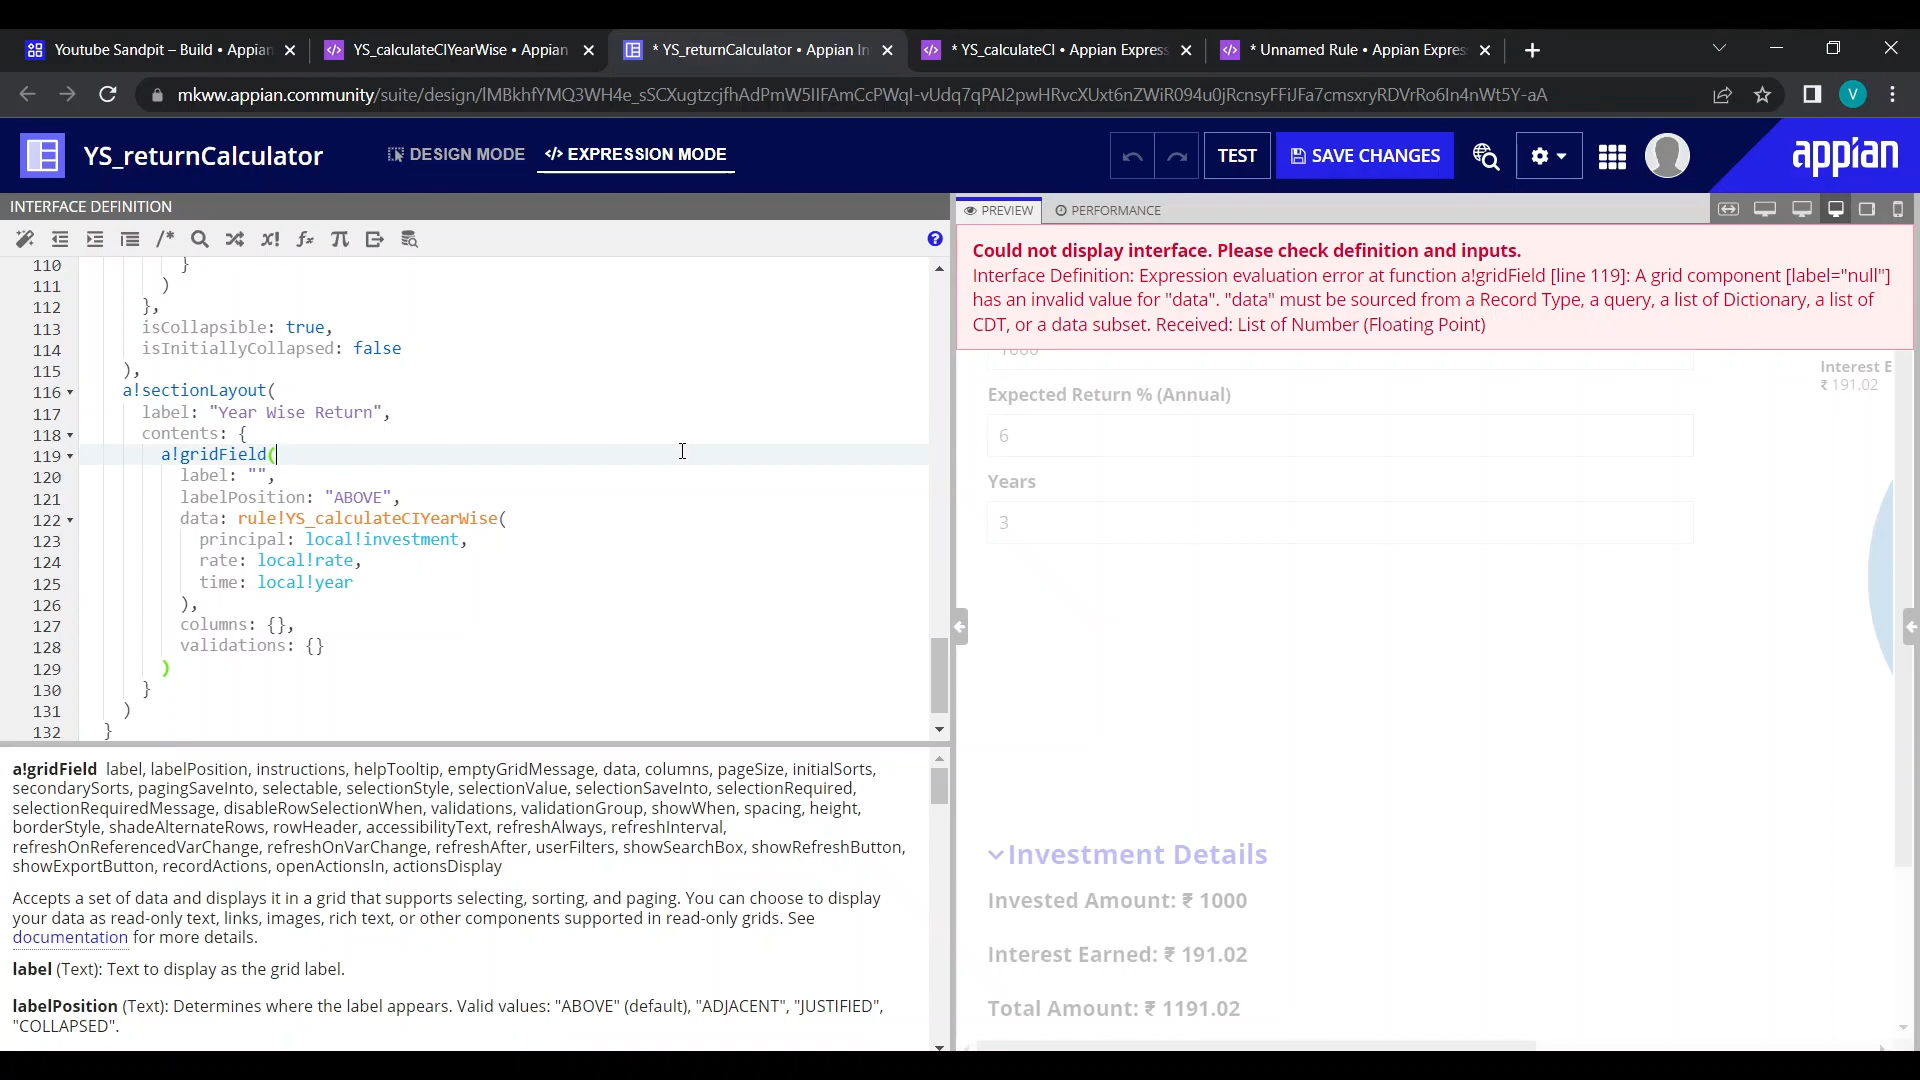 Youtube Sandpit – Build • Appian
YS_calculateCIYearWise • Appian
* YS_returnCalculator • Appian In
* YS_calculateCI • Appian Express
* Unnamed Rule • Appian Expres
V
YS_returnCalculator
DESIGN MODE
</> EXPRESSION MODE
TEST
SAVE CHANGES
appian
INTERFACE DEFINITION
PREVIEW
PERFORMANCE
110 }
111 )
112 },
113 isCollapsible: true,
114 isInitiallyCollapsed: false
115 ),
116 a!sectionLayout(
117 label: "Year Wise Return",
118 contents: {
119 a!gridField(
120 label: "",
121 labelPosition: "ABOVE",
122 data: rule!YS_calculateCIYearWise(
123 principal: local!investment,
124 rate: local!rate,
125 time: local!year
126 ),
127 columns: {},
128 validations: {}
129 )
130 }
131 )
132 }
a!gridField label, labelPosition, instructions, helpTooltip, emptyGridMessage, data, columns, pageSize, initialSorts,
secondarySorts, pagingSaveInto, selectable, selectionStyle, selectionValue, selectionSaveInto, selectionRequired,
selectionRequiredMessage, disableRowSelectionWhen, validations, validationGroup, showWhen, spacing, height,
borderStyle, shadeAlternateRows, rowHeader, accessibilityText, refreshAlways, refreshInterval,
refreshOnReferencedVarChange, refreshOnVarChange, refreshAfter, userFilters, showSearchBox, showRefreshButton,
showExportButton, recordActions, openActionsIn, actionsDisplay
Accepts a set of data and displays it in a grid that supports selecting, sorting, and paging. You can choose to display
your data as read-only text, links, images, rich text, or other components supported in read-only grids. See
documentation for more details.
label (Text): Text to display as the grid label.
labelPosition (Text): Determines where the label appears. Valid values: "ABOVE" (default), "ADJACENT", "JUSTIFIED",
"COLLAPSED".
Could not display interface. Please check definition and inputs.
Interface Definition: Expression evaluation error at function a!gridField [line 119]: A grid component [label="null"]
has an invalid value for "data". "data" must be sourced from a Record Type, a query, a list of Dictionary, a list of
CDT, or a data subset. Received: List of Number (Floating Point)
1000
Interest E
₹ 191.02
Expected Return % (Annual)
6
Years
3
Investment Details
Invested Amount: ₹ 1000
Interest Earned: ₹ 191.02
Total Amount: ₹ 1191.02